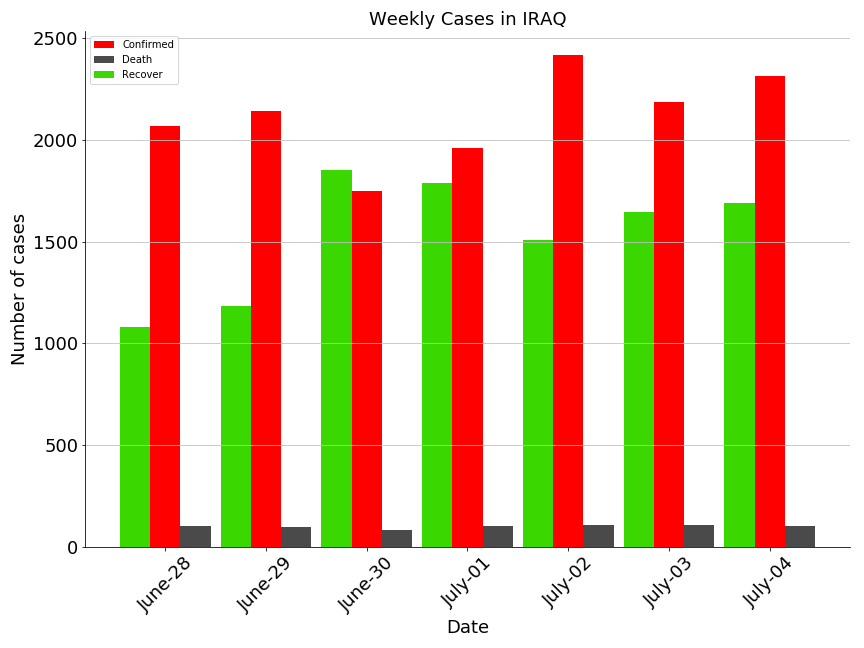 Weekly Cases in IRAQ
Confirmed
Death
Recover
Number of cases
2500
2000
1500
1000
500
0
June-28
June-29
June-30
July-01
July-02
July-03
July-04
Date